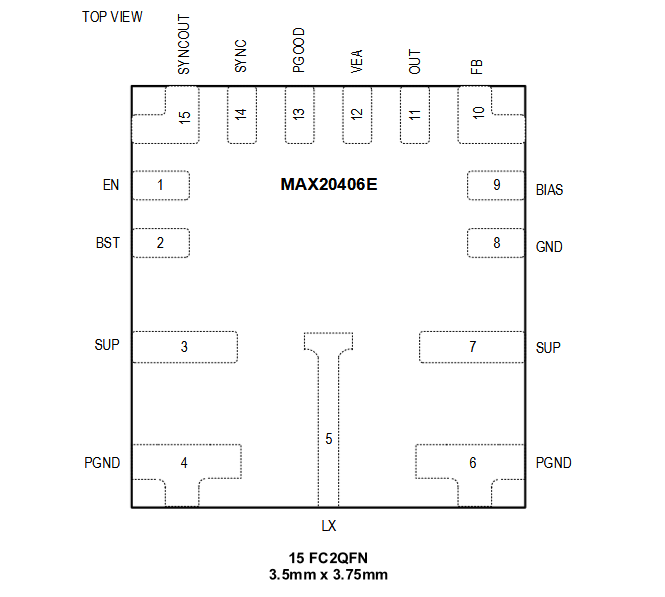 TOP VIEW
SYNCOUT
SYNC
PGOOD
VEA
OUT
FB
15
14
13
12
11
10
MAX20406E
EN
1
9
BIAS
BST
2
8
GND
SUP
3
7
SUP
5
PGND
4
6
PGND
LX
15 FC2QFN
3.5mm x 3.75mm